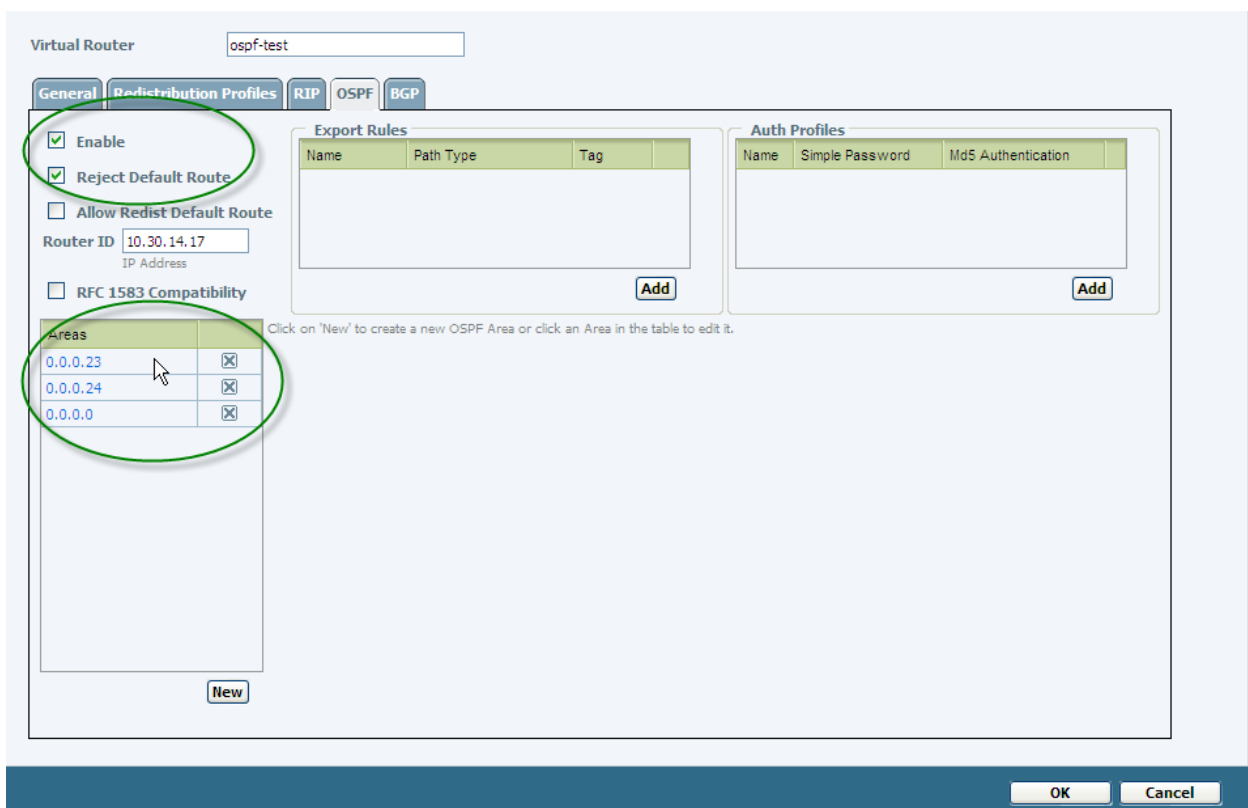 Virtual Router ospf-test
General Redistribution Profiles RIP OSPF BGP
Enable
Reject Default Route
Allow Redist Default Route
Router ID 10.30.14.17
IP Address
RFC 1583 Compatibility
Export Rules
Name Path Type Tag
Add
Auth Profiles
Name Simple Password Md5 Authentication
Add
Click on 'New' to create a new OSPF Area or click an Area in the table to edit it.
Areas
0.0.0.23
0.0.0.24
0.0.0.0
New
OK Cancel